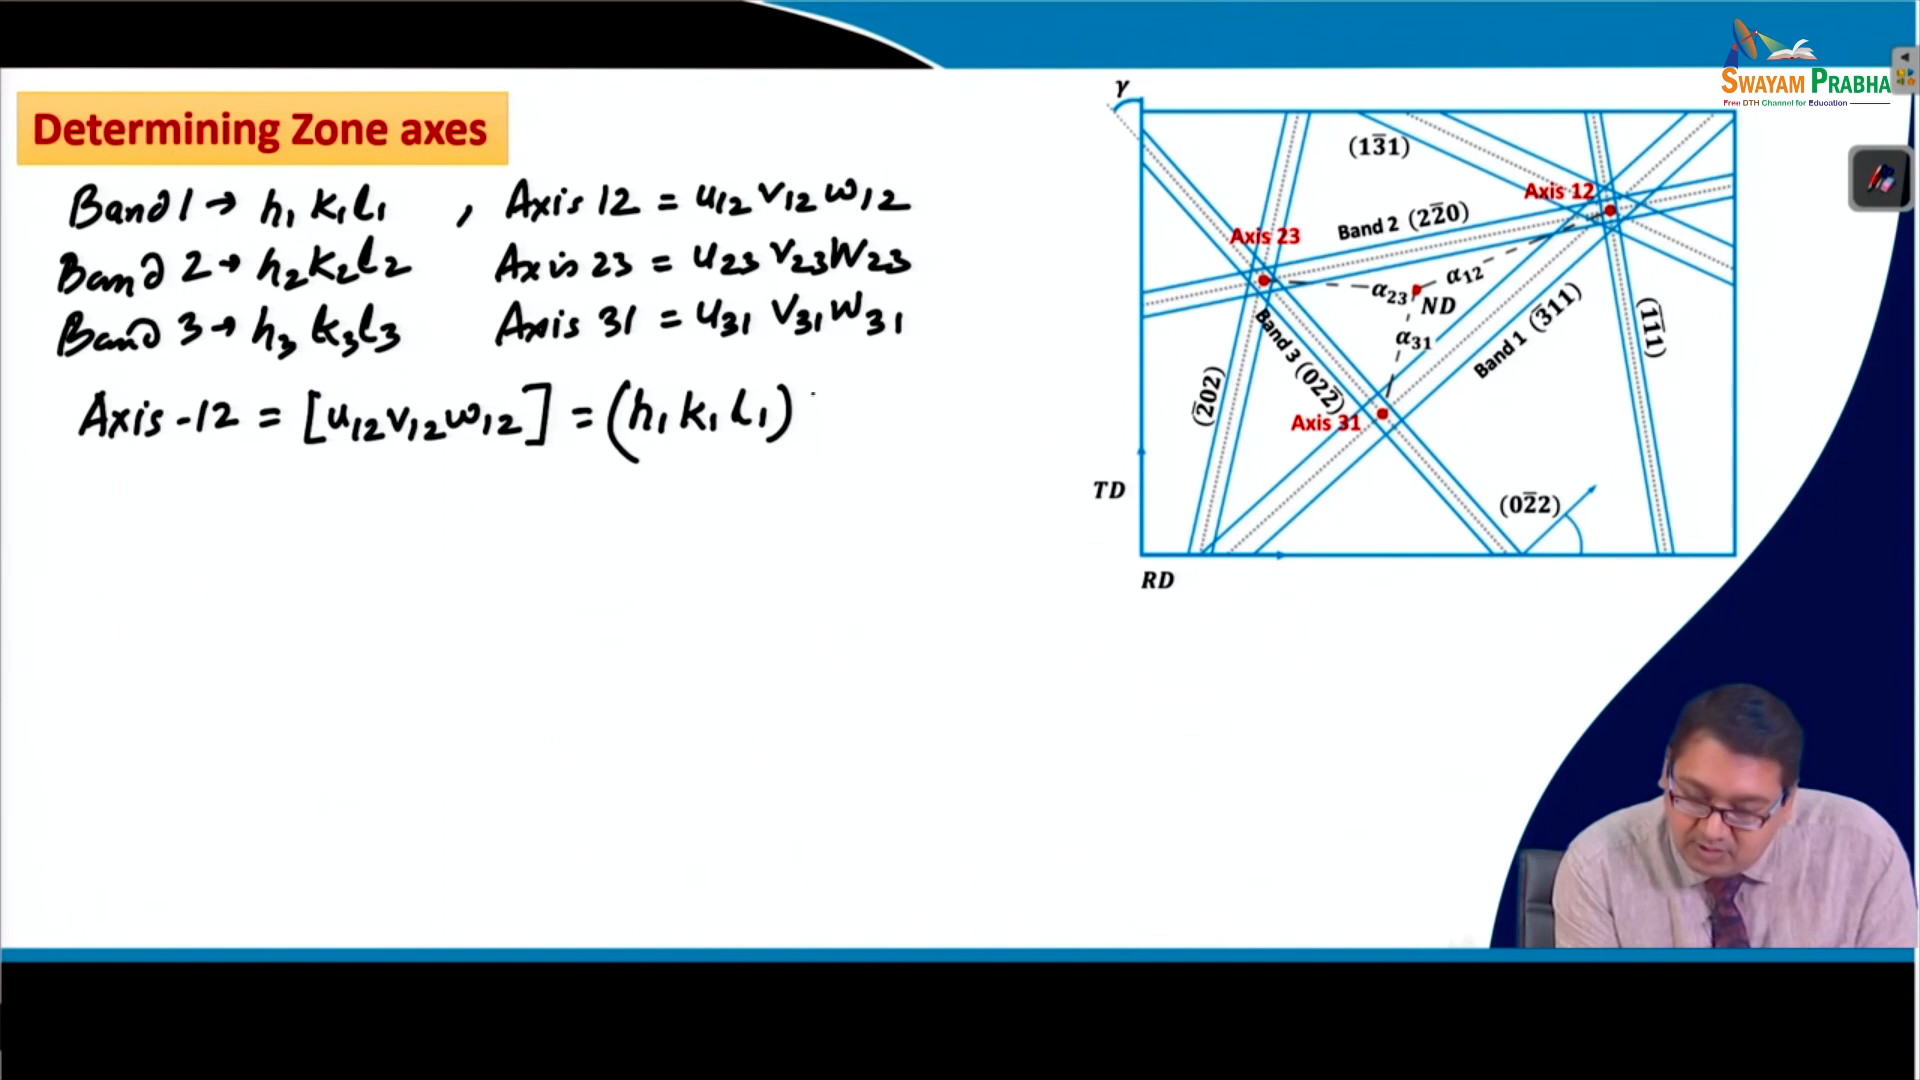 SWAYAM PRABHA
Free DTH Channel for Education
Determining Zone axes
Band 1 → h₁ k₁ l₁ , Axis 12 = u₁₂ v₁₂ w₁₂
Band 2 → h₂ k₂ l₂ Axis 23 = u₂₃ v₂₃ w₂₃
Band 3 → h₃ k₃ l₃ Axis 31 = u₃₁ v₃₁ w₃₁
Axis-12 = [u₁₂ v₁₂ w₁₂] = (h₁ k₁ l₁)
γ
(13̅1)
Axis 12
Band 2 (22̅0)
Axis 23
α₁₂
α₂₃
ND
α₃₁
Band 1 (3̅11)
(1̅1̅1)
Band 3 (022̅)
(2̅02)
Axis 31
TD
(02̅2)
RD